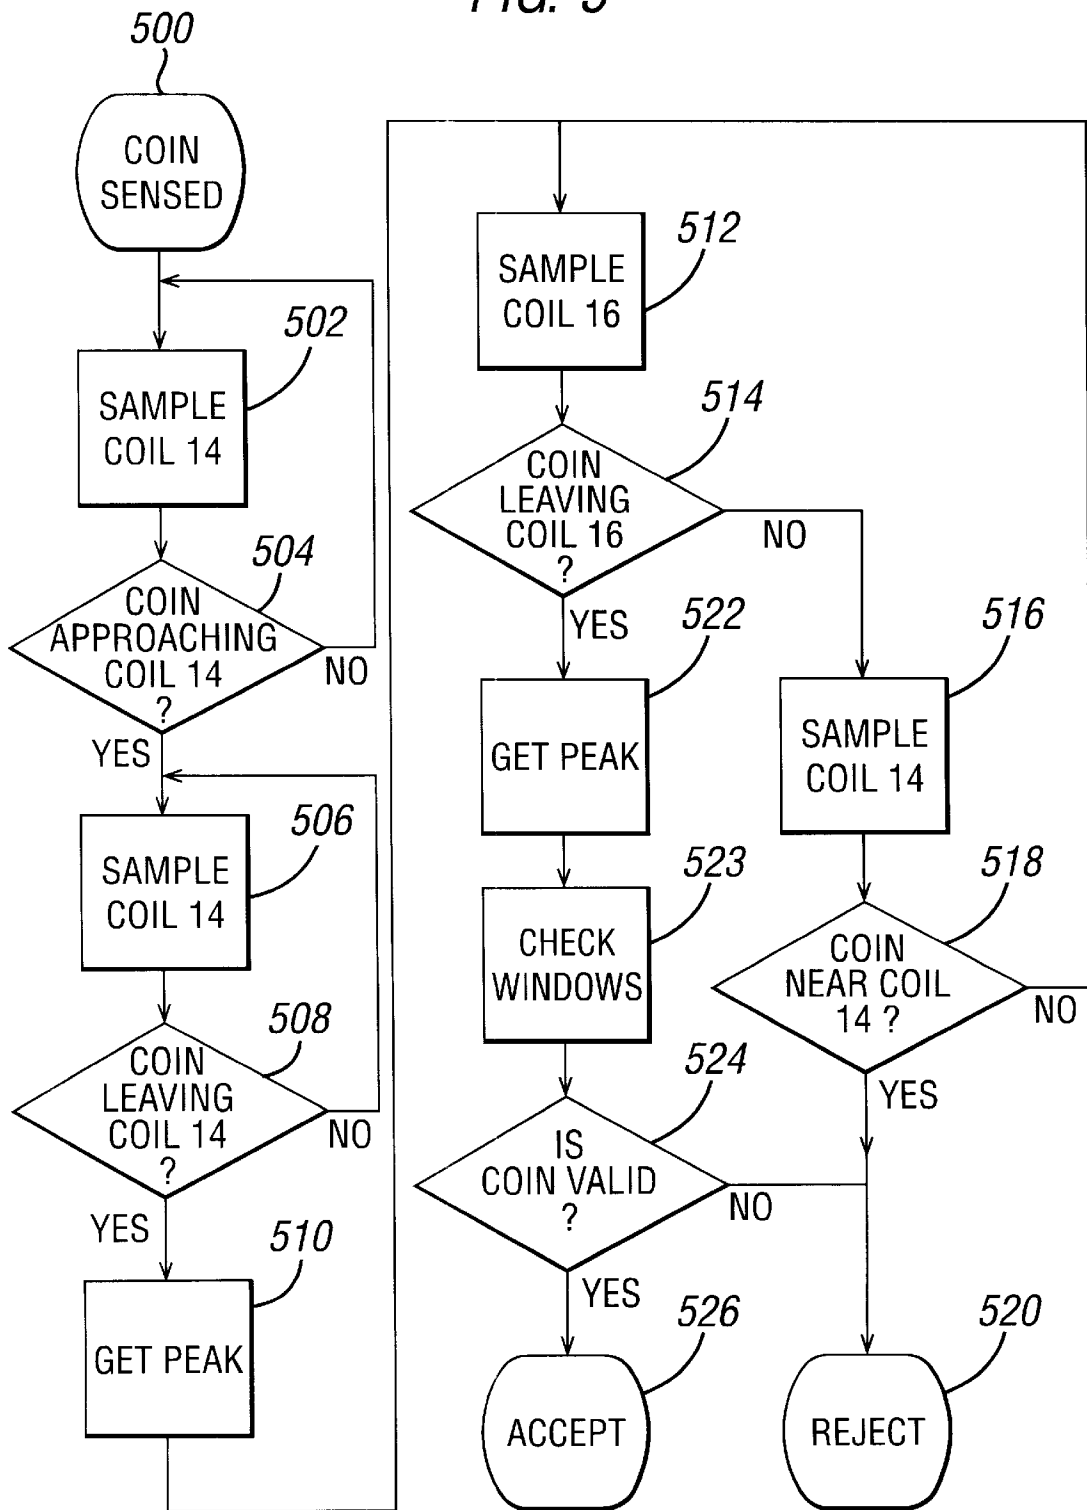 FIG. 5
500
COIN
SENSED
502
SAMPLE
COIL 14
504
COIN
APPROACHING
COIL 14
?
NO
YES
506
SAMPLE
COIL 14
508
COIN
LEAVING
COIL 14
?
NO
YES
510
GET PEAK
512
SAMPLE
COIL 16
514
COIN
LEAVING
COIL 16
?
NO
YES
522
GET PEAK
523
CHECK
WINDOWS
524
IS
COIN VALID
?
NO
YES
526
ACCEPT
516
SAMPLE
COIL 14
518
COIN
NEAR COIL
14 ?
NO
YES
520
REJECT